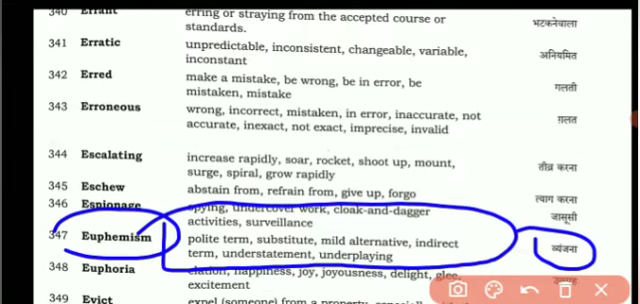 340 Errant erring or straying from the accepted course or भटकनेवाला
standards.
341 Erratic unpredictable, inconsistent, changeable, variable, अनियमित
inconstant
342 Erred make a mistake, be wrong, be in error, be गलती
mistaken, mistake
343 Erroneous wrong, incorrect, mistaken, in error, inaccurate, not ग़लत
accurate, inexact, not exact, imprecise, invalid
344 Escalating increase rapidly, soar, rocket, shoot up, mount, तीव्र करना
surge, spiral, grow rapidly
345 Eschew abstain from, refrain from, give up, forgo त्याग करना
346 Espionage spying, undercover work, cloak-and-dagger जासूसी
activities, surveillance
347 Euphemism polite term, substitute, mild alternative, indirect व्यंजना
term, understatement, underplaying
348 Euphoria elation, happiness, joy, joyousness, delight, glee,
excitement
349 Evict expel (someone) from a property,